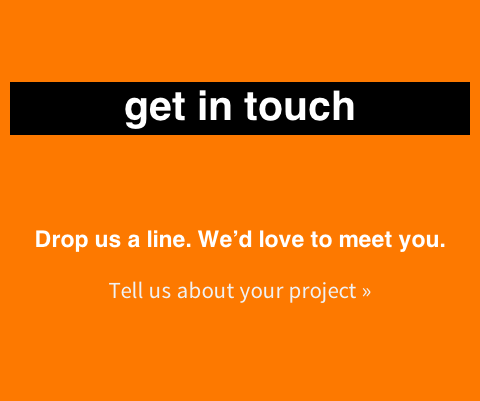 get in touch
Drop us a line. We’d love to meet you.
Tell us about your project »